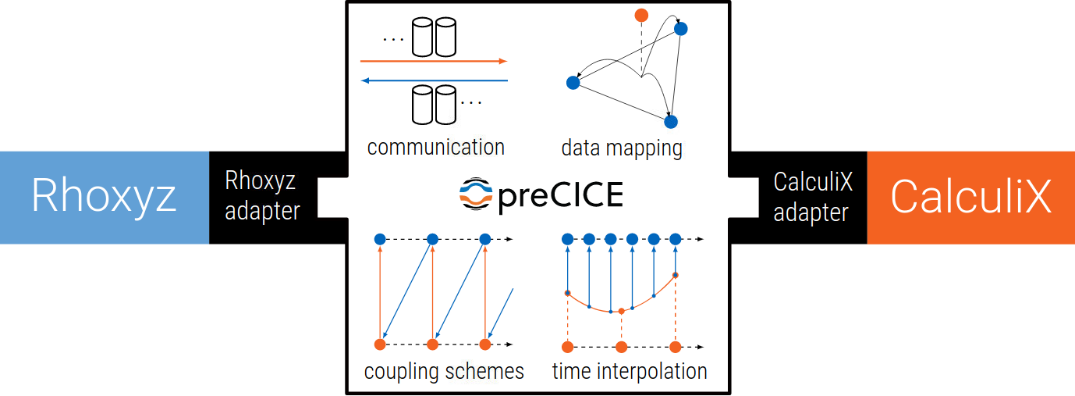 communication
data mapping
Rhoxyz
Rhoxyz
adapter
preCICE
CalculiX
adapter
CalculiX
coupling schemes
time interpolation